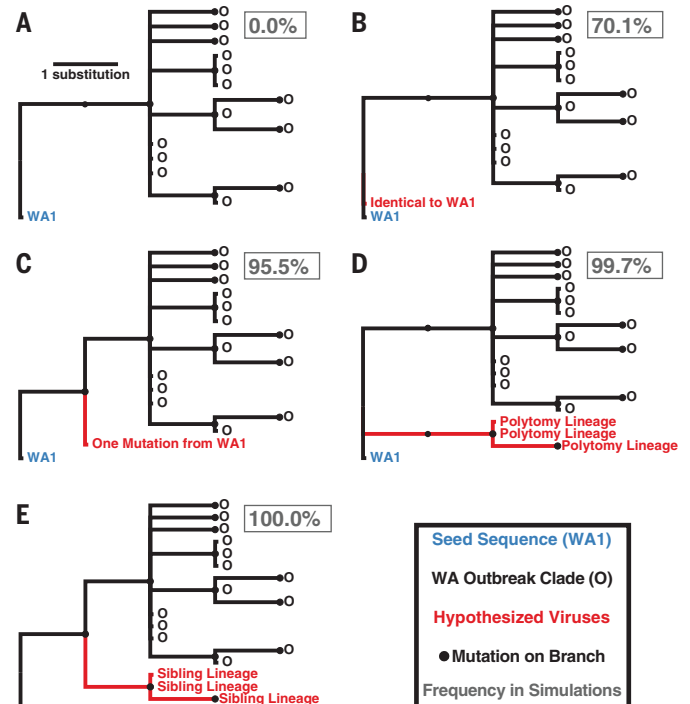 A
0.0%
1 substitution
O
O
O
O
O
O
O
O
O
O
O
O
O
O
WA1
B
70.1%
O
O
O
O
O
O
O
O
O
O
O
O
O
O
Identical to WA1
WA1
C
95.5%
O
O
O
O
O
O
O
O
O
O
O
O
O
O
One Mutation from WA1
WA1
D
99.7%
O
O
O
O
O
O
O
O
O
O
O
O
O
O
Polytomy Lineage
Polytomy Lineage
Polytomy Lineage
WA1
E
100.0%
O
O
O
O
O
O
O
O
O
O
O
O
O
O
Sibling Lineage
Sibling Lineage
Sibling Lineage
Seed Sequence (WA1)
WA Outbreak Clade (O)
Hypothesized Viruses
Mutation on Branch
Frequency in Simulations